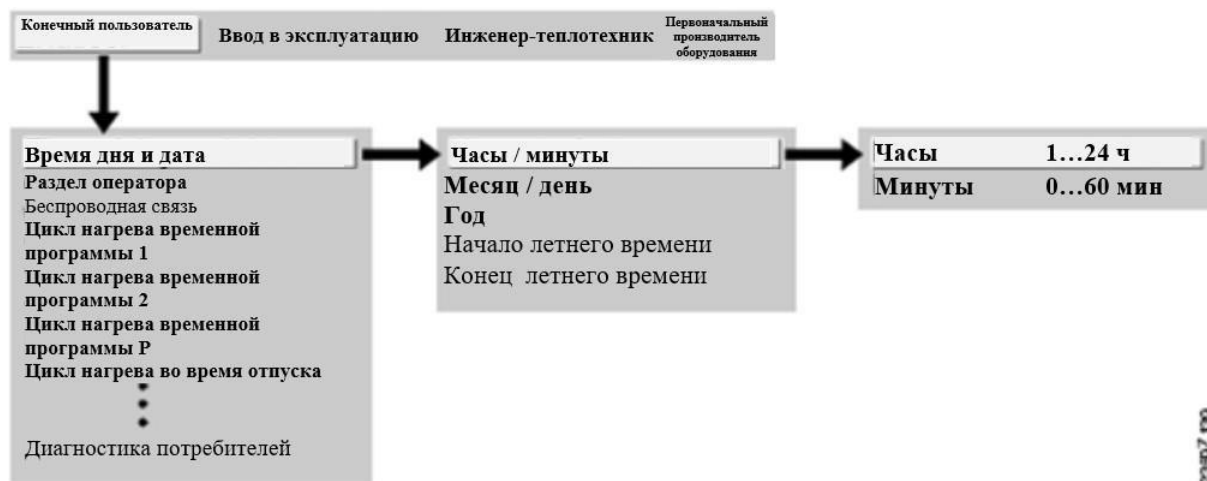 Конечный пользователь
Ввод в эксплуатацию
Инженер-теплотехник
Первоначальный
производитель
оборудования
Время дня и дата
Раздел оператора
Беспроводная связь
Цикл нагрева временной
программы 1
Цикл нагрева временной
программы 2
Цикл нагрева временной
программы Р
Цикл нагрева во время отпуска
Диагностика потребителей
Часы / минуты
Месяц / день
Год
Начало летнего времени
Конец летнего времени
Часы 1…24 ч
Минуты 0…60 мин